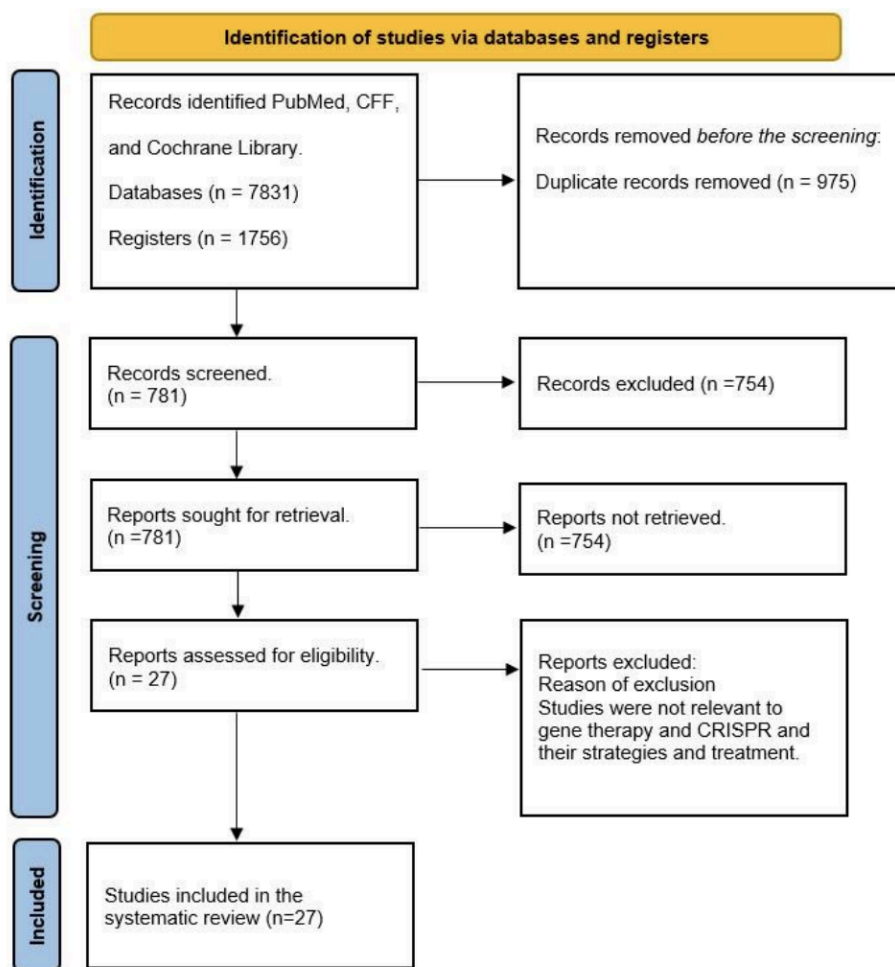 Identification of studies via databases and registers
Identification
Records identified PubMed, CFF,
and Cochrane Library.
Databases (n = 7831)
Registers (n = 1756)
Records removed before the screening:
Duplicate records removed (n = 975)
Screening
Records screened.
(n = 781)
Records excluded (n =754)
Reports sought for retrieval.
(n =781)
Reports not retrieved.
(n =754)
Reports assessed for eligibility.
(n = 27)
Reports excluded:
Reason of exclusion
Studies were not relevant to
gene therapy and CRISPR and
their strategies and treatment.
Included
Studies included in the
systematic review (n=27)